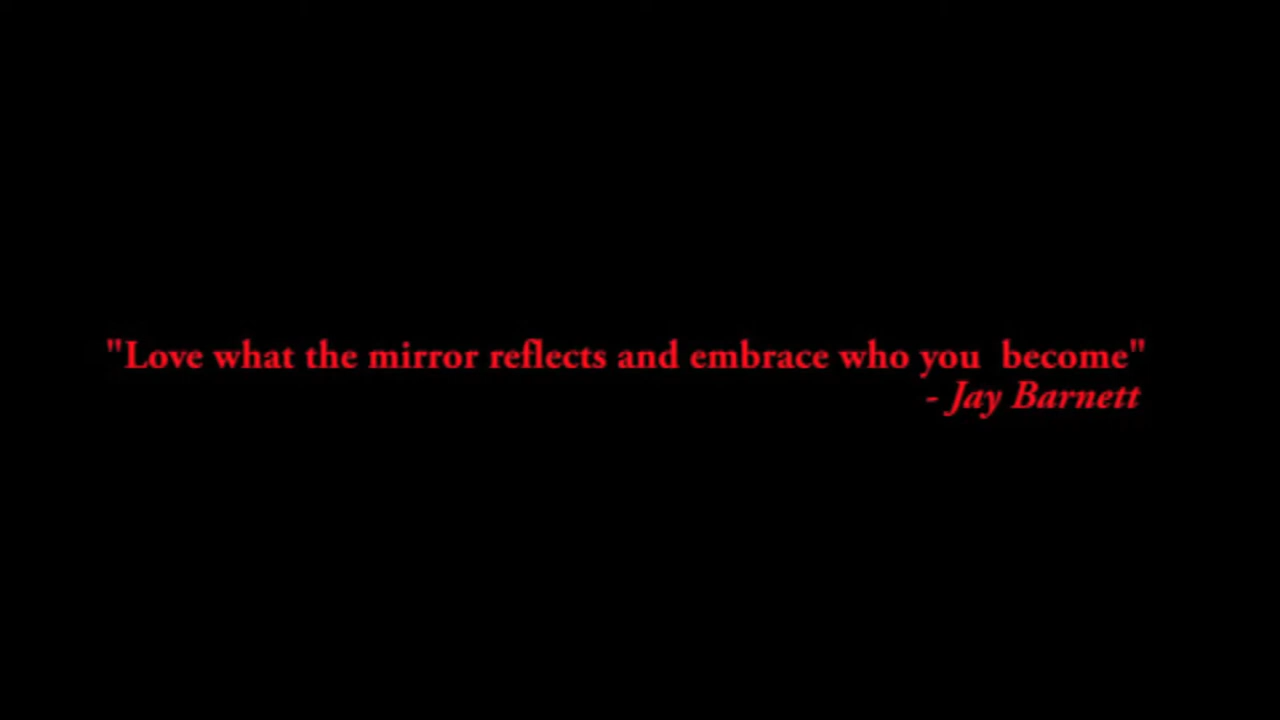 "Love what the mirror reflects and embrace who you  become"
- Jay Barnett